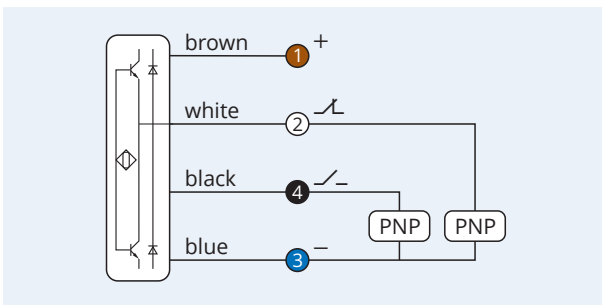 brown 1 +
white 2
black 4
PNP PNP
blue 3 –